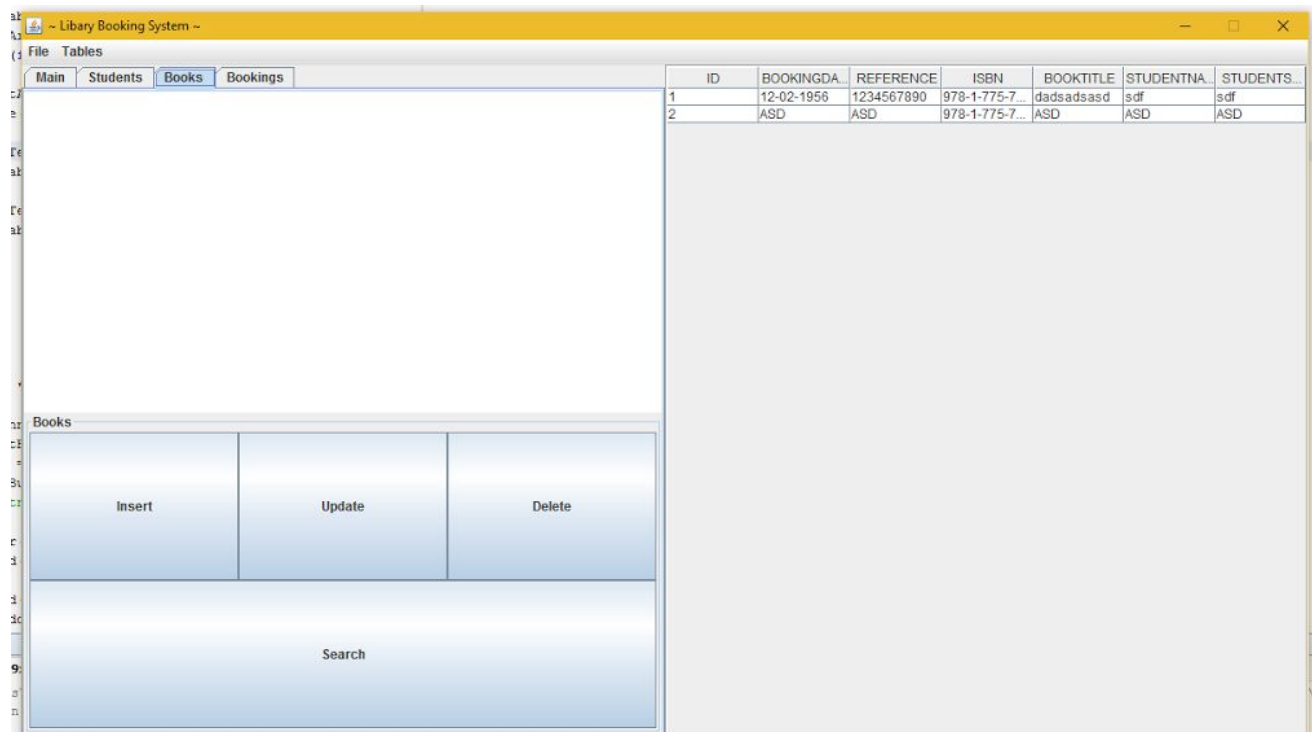 ~ Libary Booking System ~
File Tables
Main Students Books Bookings
ID BOOKINGDA... REFERENCE ISBN BOOKTITLE STUDENTNA... STUDENTS...
1 12-02-1956 1234567890 978-1-775-7... dadsadsasd sdf sdf
2 ASD ASD 978-1-775-7... ASD ASD ASD
Books
Insert Update Delete
Search